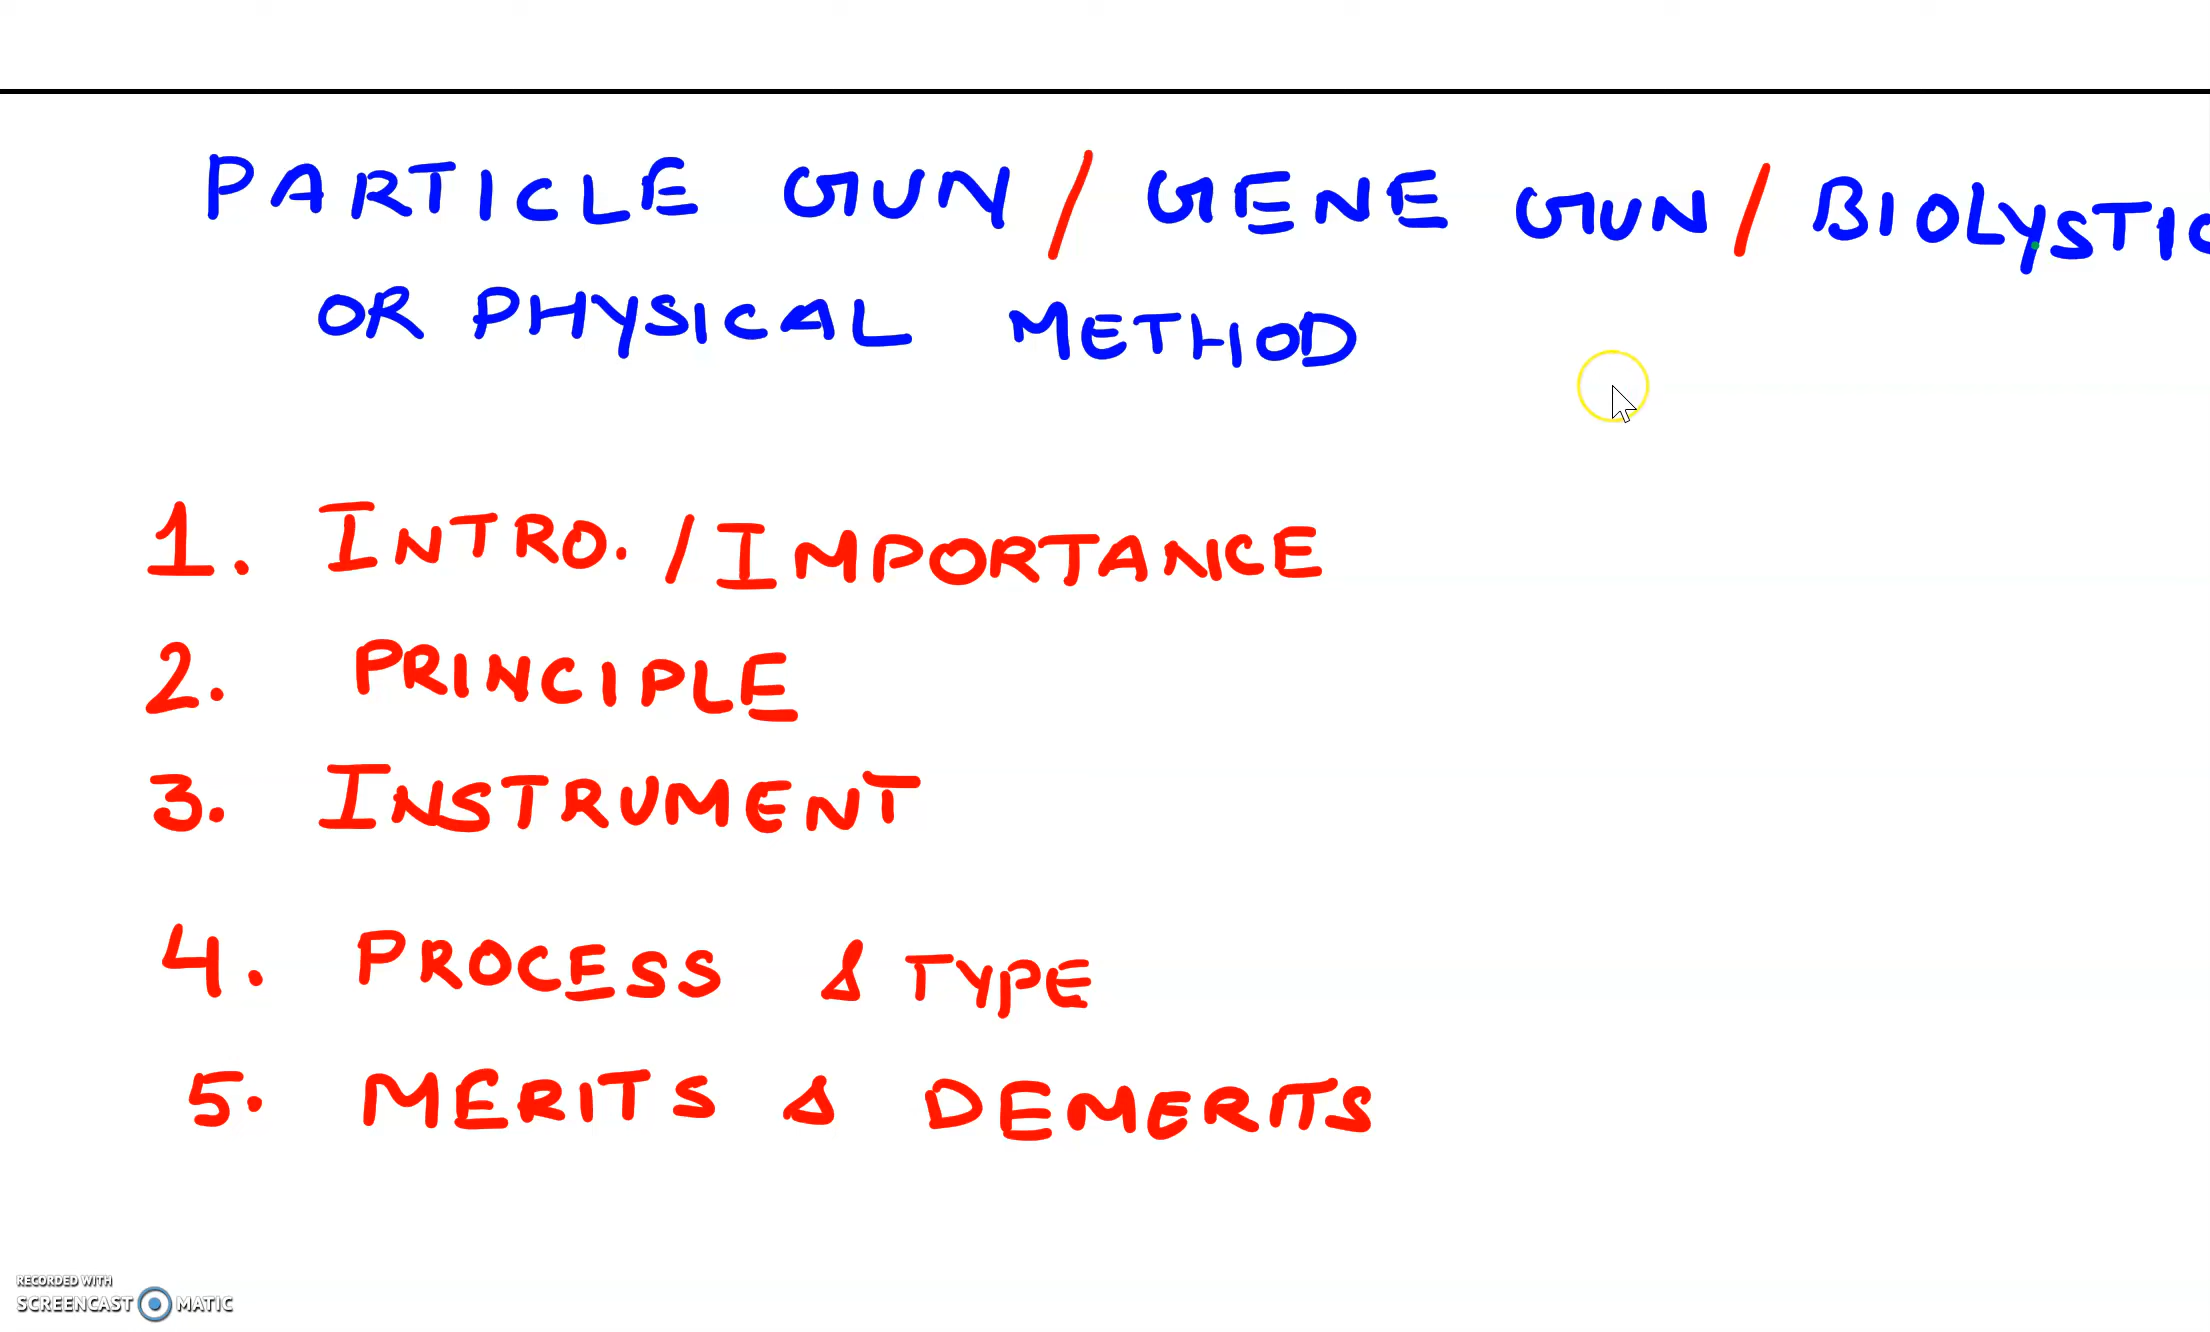 PARTICLE GUN / GENE GUN / BIOLYSTIC
OR PHYSICAL METHOD
1. INTRO. / IMPORTANCE
2. PRINCIPLE
3. INSTRUMENT
4. PROCESS & TYPE
5. MERITS & DEMERITS
RECORDED WITH
SCREENCAST MATIC